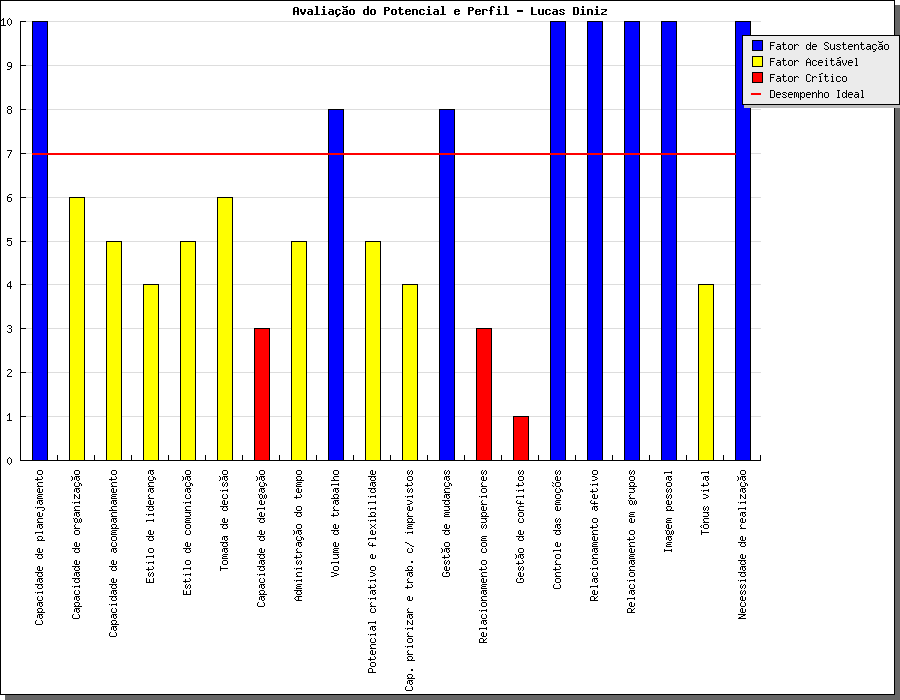 Avaliação do Potencial e Perfil - Lucas Diniz
10
9
8
7
6
5
4
3
2
1
0
Fator de Sustentação
Fator Aceitável
Fator Crítico
Desempenho Ideal
Capacidade de planejamento
Capacidade de organização
Capacidade de acompanhamento
Estilo de liderança
Estilo de comunicação
Tomada de decisão
Capacidade de delegação
Administração do tempo
Volume de trabalho
Potencial criativo e flexibilidade
Cap. priorizar e trab. c/ imprevistos
Gestão de mudanças
Relacionamento com superiores
Gestão de conflitos
Controle das emoções
Relacionamento afetivo
Relacionamento em grupos
Imagem pessoal
Tônus vital
Necessidade de realização